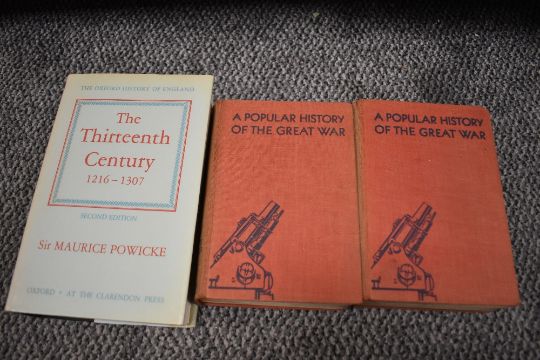 THE OXFORD HISTORY OF ENGLAND
The
Thirteenth
Century
1216–1307
SECOND EDITION
Sir MAURICE POWICKE
OXFORD • AT THE CLARENDON PRESS
A POPULAR HISTORY
OF THE GREAT WAR
A POPULAR HISTORY
OF THE GREAT WAR